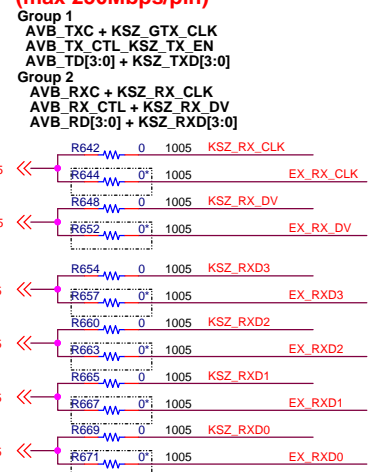 (max 250Mbps/pin)
Group 1
AVB_TXC + KSZ_GTX_CLK
AVB_TX_CTL_KSZ_TX_EN
AVB_TD[3:0] + KSZ_TXD[3:0]
Group 2
AVB_RXC + KSZ_RX_CLK
AVB_RX_CTL + KSZ_RX_DV
AVB_RD[3:0] + KSZ_RXD[3:0]
R642 0 1005 KSZ_RX_CLK
R644 0* 1005 EX_RX_CLK
R648 0 1005 KSZ_RX_DV
R652 0* 1005 EX_RX_DV
R654 0 1005 KSZ_RXD3
R657 0* 1005 EX_RXD3
R660 0 1005 KSZ_RXD2
R663 0* 1005 EX_RXD2
R665 0 1005 KSZ_RXD1
R667 0* 1005 EX_RXD1
R669 0 1005 KSZ_RXD0
R671 0* 1005 EX_RXD0